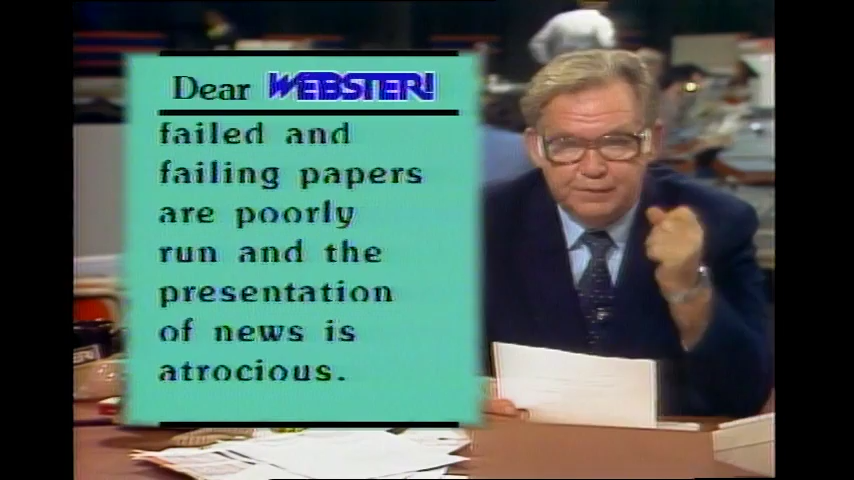 Dear WEBSTER!
failed and
failing papers
are poorly
run and the
presentation
of news is
atrocious.